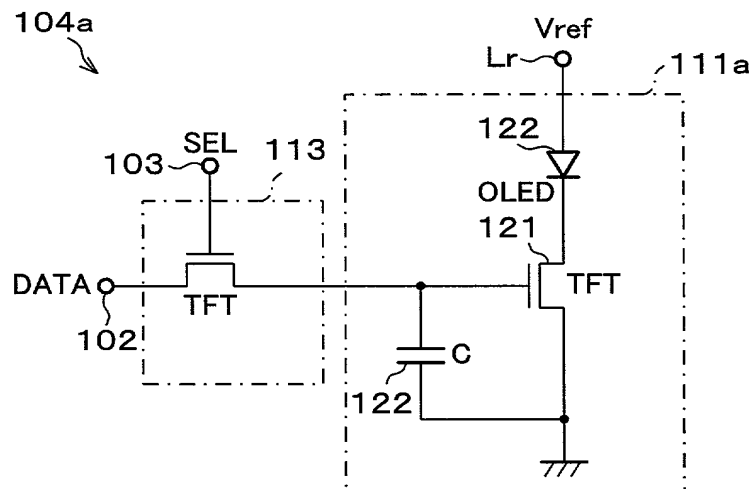 104a
Vref
Lr
111a
SEL
103
113
122
OLED
121
DATA
TFT
TFT
102
C
122